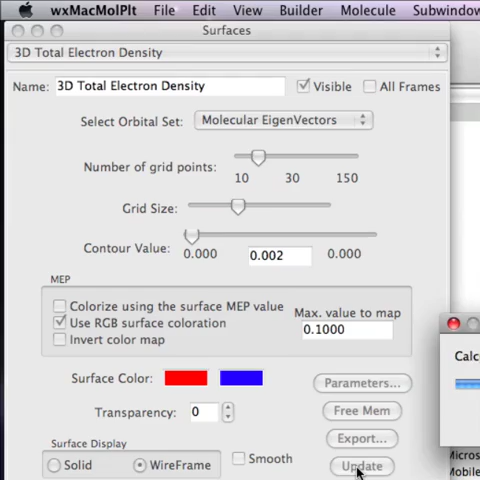 wxMacMolPlt File Edit View Builder Molecule Subwindow
Surfaces
3D Total Electron Density
Name: 3D Total Electron Density Visible All Frames
Select Orbital Set: Molecular EigenVectors
Number of grid points:
10 30 150
Grid Size:
Contour Value:
0.000 0.002 0.000
MEP
Colorize using the surface MEP value
Use RGB surface coloration
Invert color map
Max. value to map
0.1000
Calc
Surface Color:
Transparency: 0
Parameters...
Free Mem
Export...
Update
Surface Display
Solid WireFrame Smooth
Micros
Mobile